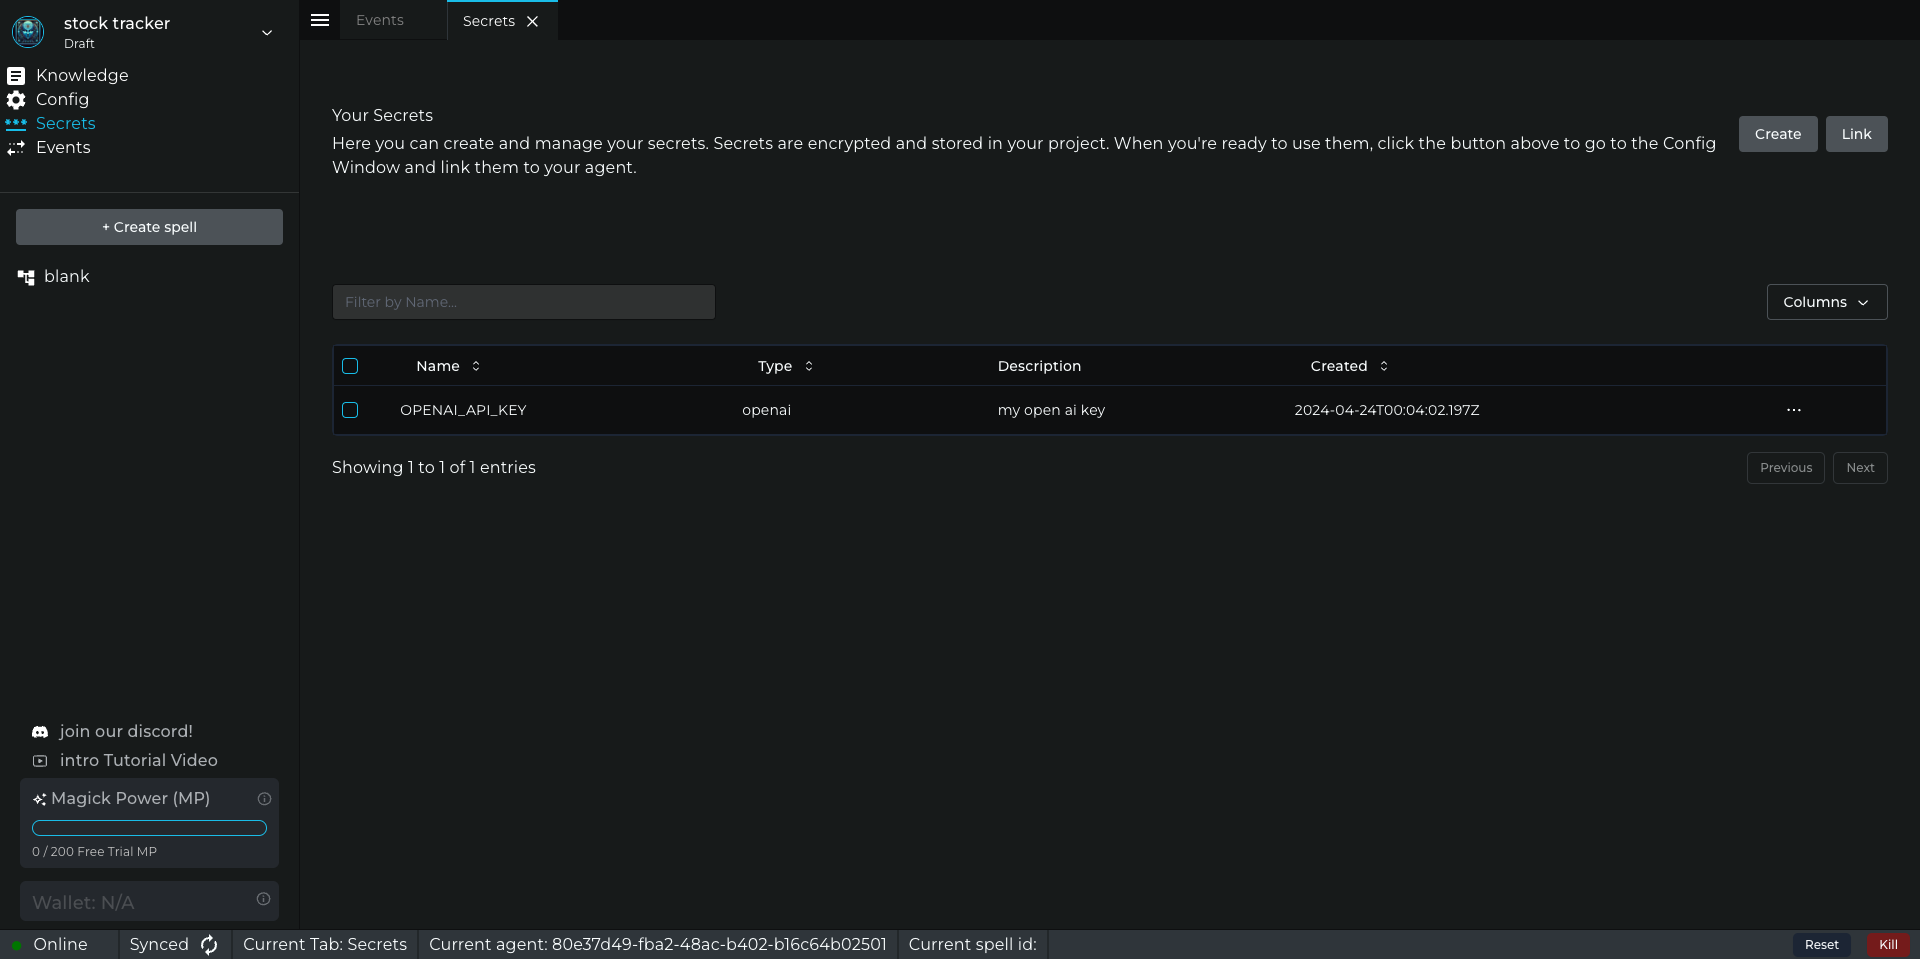 stock tracker
Draft
Knowledge
Config
Secrets
Events
+ Create spell
blank
join our discord!
intro Tutorial Video
Magick Power (MP)
0 / 200 Free Trial MP
Wallet: N/A
Events
Secrets
Your Secrets
Here you can create and manage your secrets. Secrets are encrypted and stored in your project. When you're ready to use them, click the button above to go to the Config
Window and link them to your agent.
Create
Link
Filter by Name...
Columns
Name Type Description Created
OPENAI_API_KEY openai my open ai key 2024-04-24T00:04:02.197Z ...
Showing 1 to 1 of 1 entries
Previous
Next
Online
Synced
Current Tab: Secrets
Current agent: 80e37d49-fba2-48ac-b402-b16c64b02501
Current spell id:
Reset
Kill